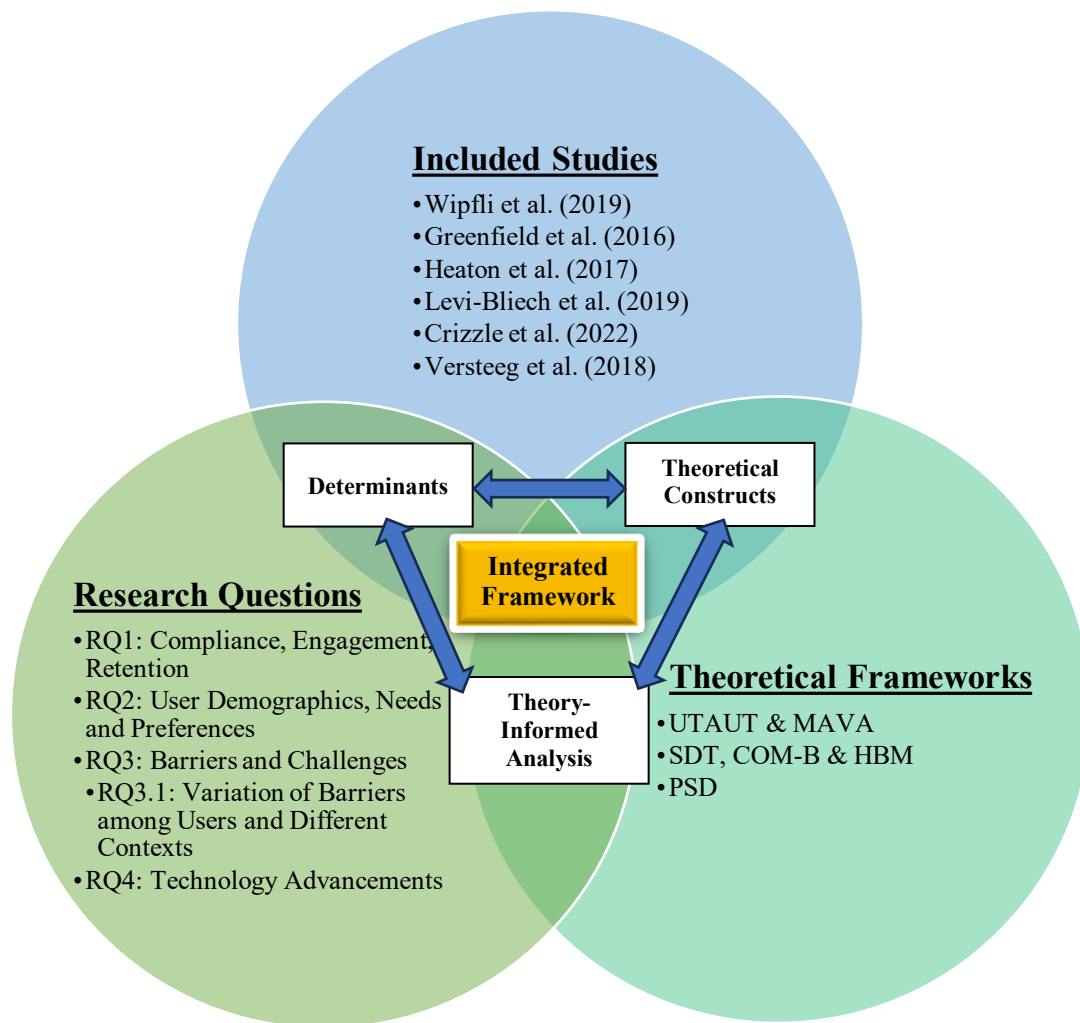 Included Studies
•Wipfli et al. (2019)
•Greenfield et al. (2016)
•Heaton et al. (2017)
•Levi-Bliech et al. (2019)
•Crizzle et al. (2022)
•Versteeg et al. (2018)
Determinants
Theoretical
Constructs
Integrated
Framework
Research Questions
•RQ1: Compliance, Engagement,
Retention
•RQ2: User Demographics, Needs
and Preferences
•RQ3: Barriers and Challenges
•RQ3.1: Variation of Barriers
among Users and Different
Contexts
•RQ4: Technology Advancements
Theory-
Informed
Analysis
Theoretical Frameworks
•UTAUT & MAVA
•SDT, COM-B & HBM
•PSD